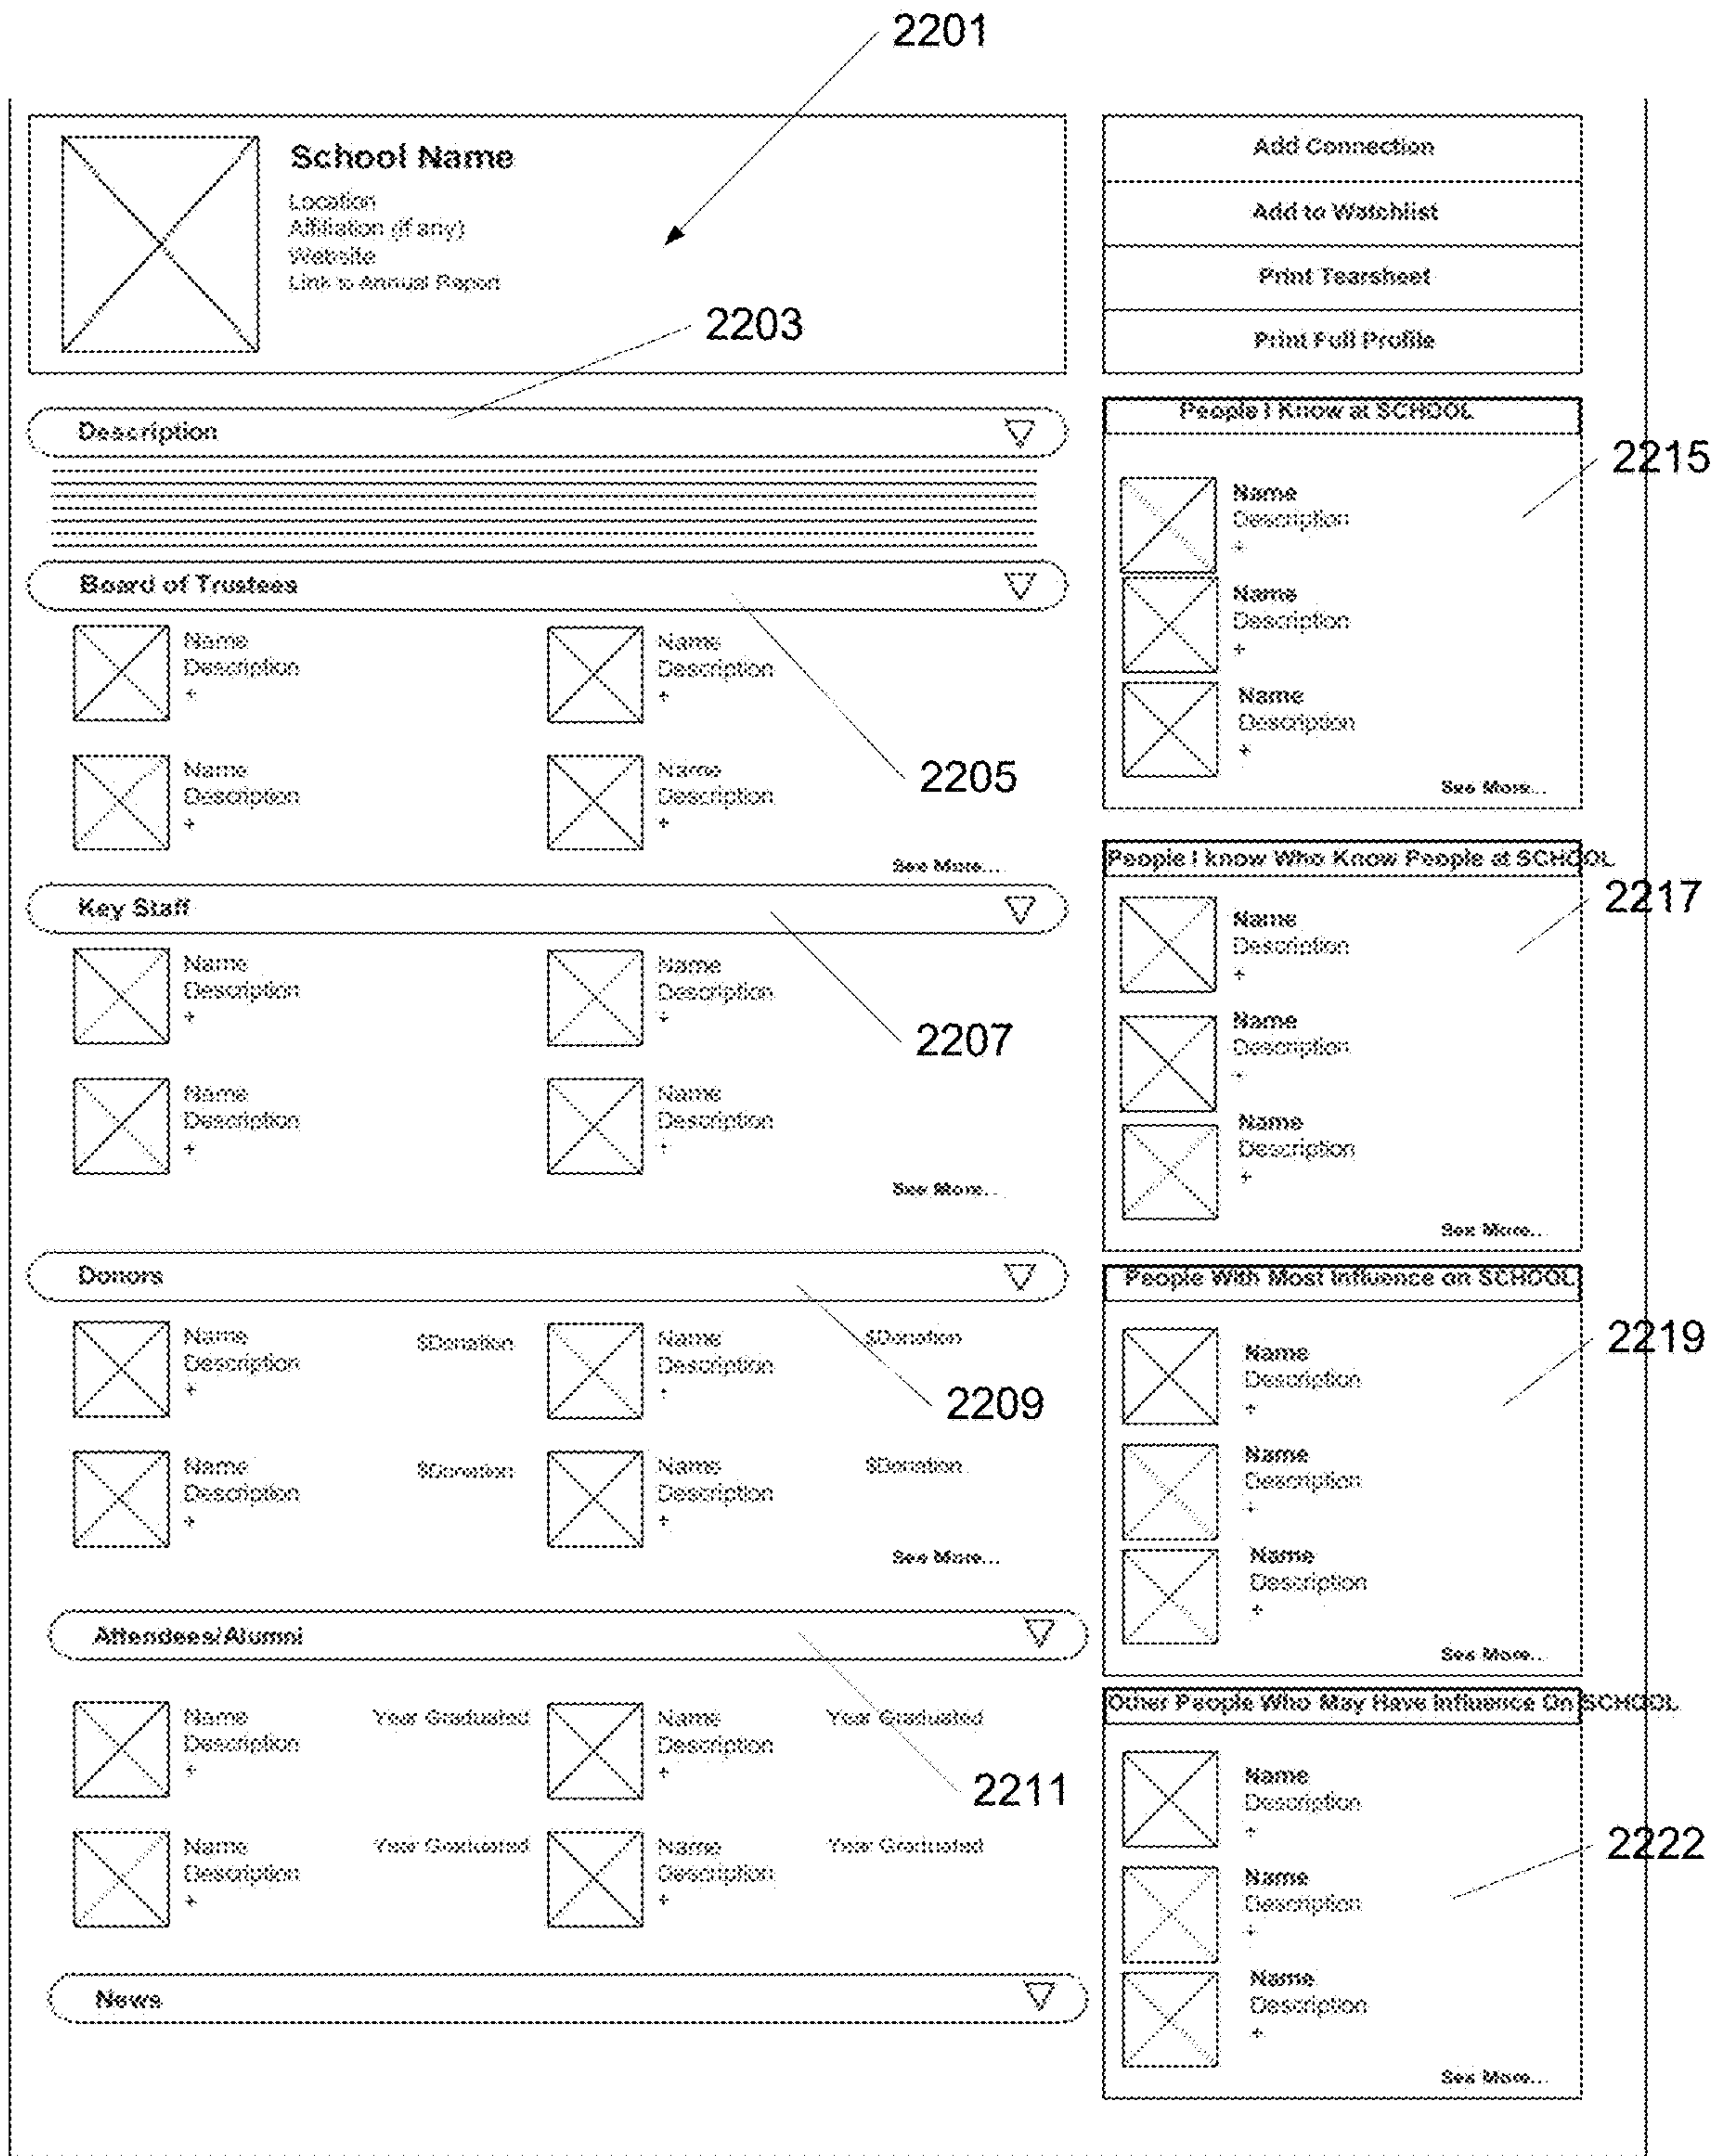 2201
School Name
Location
Affiliation (if any)
Website
Link to Annual Report
2203
Description
Board of Trustees
Name
Description
+
Name
Description
+
Name
Description
+
Name
Description
+
2205
See More...
Key Staff
Name
Description
+
Name
Description
+
2207
Name
Description
+
Name
Description
+
See More...
Donors
Name
Description
+
$Donation
Name
Description
+
$Donation
2209
Name
Description
+
$Donation
Name
Description
+
$Donation
See More...
Attendees/Alumni
Name
Description
+
Year Graduated
Name
Description
+
Year Graduated
2211
Name
Description
+
Year Graduated
Name
Description
+
Year Graduated
News
Add Connection
Add to Watchlist
Print Tearsheet
Print Full Profile
People I Know at SCHOOL
2215
Name
Description
+
Name
Description
+
Name
Description
+
See More...
People I know Who Know People at SCHOOL
2217
Name
Description
+
Name
Description
+
Name
Description
+
See More...
People With Most Influence on SCHOOL
2219
Name
Description
+
Name
Description
+
Name
Description
+
See More...
Other People Who May Have Influence On SCHOOL
Name
Description
+
2222
Name
Description
+
Name
Description
+
See More...